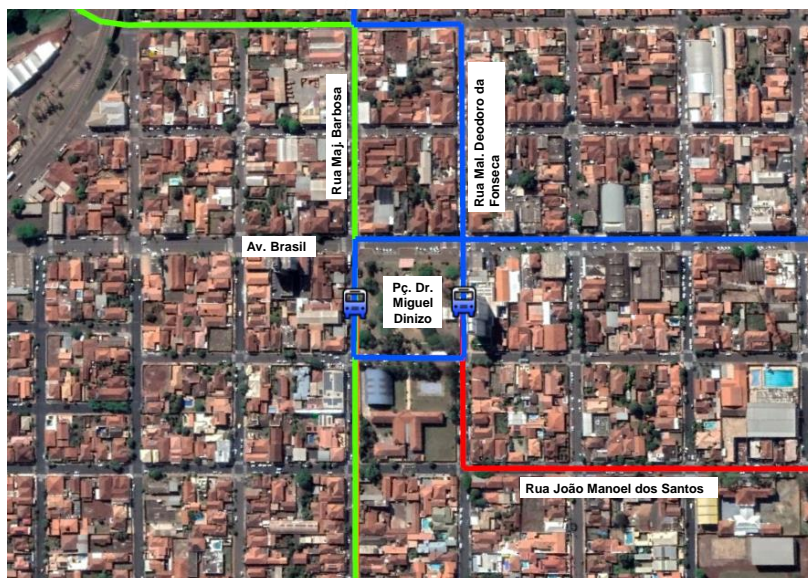 Rua Maj. Barbosa
Rua Mal. Deodoro da
Fonseca
Av. Brasil
Pç. Dr.
Miguel
Dinizo
Rua João Manoel dos Santos